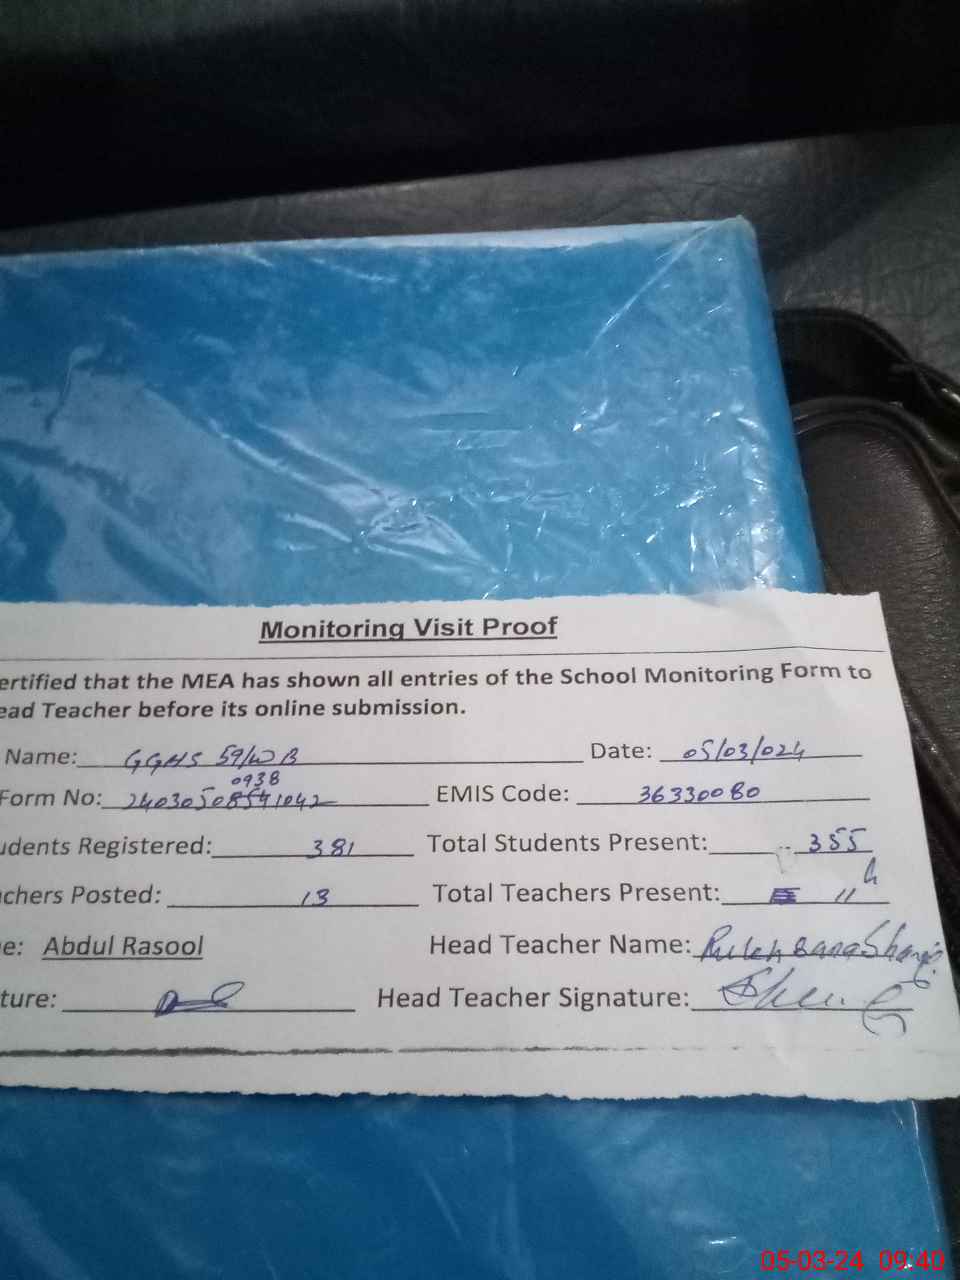 Monitoring Visit Proof
ertified that the MEA has shown all entries of the School Monitoring Form to
ead Teacher before its online submission.
Name: GGHS 59/WB Date: 05/03/024
0938
Form No: EMIS Code: 36330080
udents Registered: 381 Total Students Present: 355
chers Posted: 13 Total Teachers Present: 11
e: Abdul Rasool Head Teacher Name:
ture: Head Teacher Signature:
05-03-24 09:40